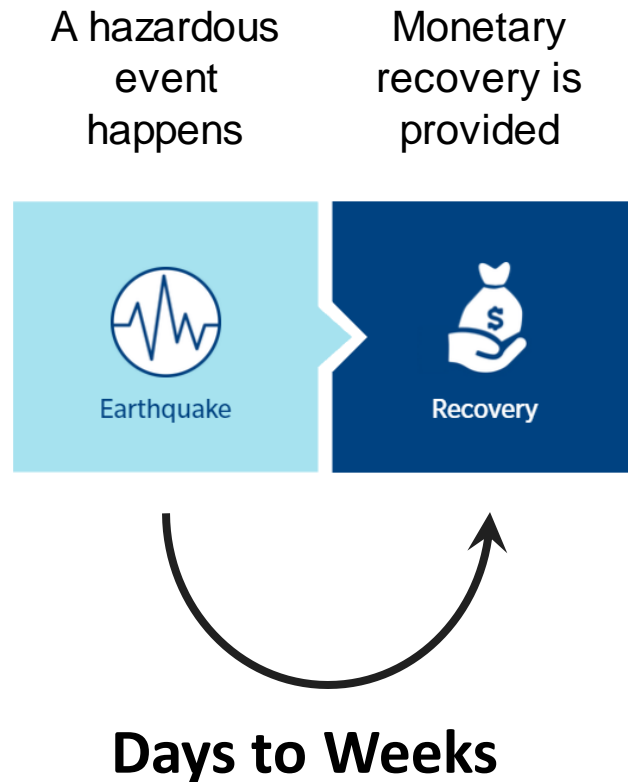 A hazardous
event
happens
Monetary
recovery is
provided
$
Earthquake
Recovery
Days to Weeks